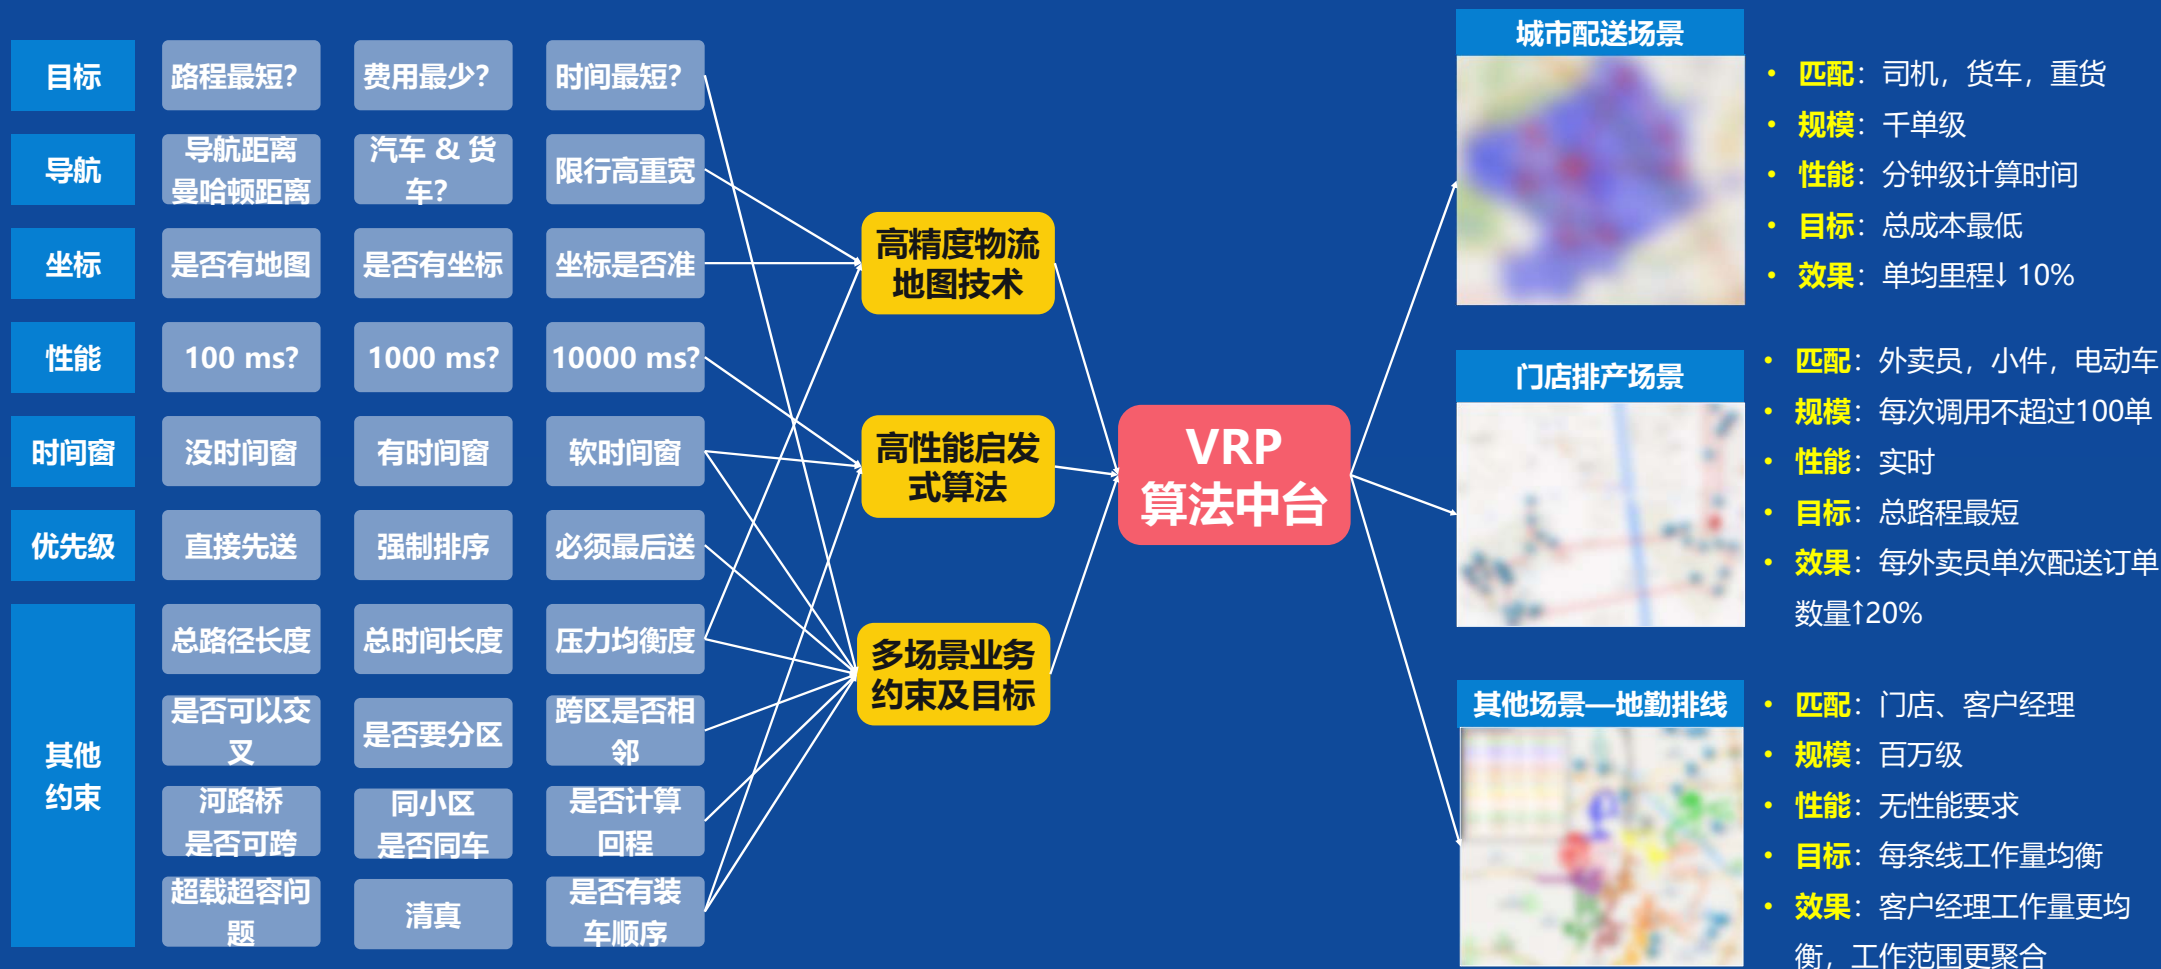 目标
路程最短?
费用最少?
时间最短?
导航
导航距离
曼哈顿距离
汽车 & 货
车?
限行高重宽
坐标
是否有地图
是否有坐标
坐标是否准
性能
100 ms?
1000 ms?
10000 ms?
时间窗
没时间窗
有时间窗
软时间窗
优先级
直接先送
强制排序
必须最后送
其他
约束
总路径长度
总时间长度
压力均衡度
是否可以交
叉
是否要分区
跨区是否相
邻
河路桥
是否可跨
同小区
是否同车
是否计算
回程
超载超容问
题
清真
是否有装
车顺序
高精度物流
地图技术
高性能启发
式算法
多场景业务
约束及目标
VRP
算法中台
城市配送场景
• 匹配：司机，货车，重货
• 规模：千单级
• 性能：分钟级计算时间
• 目标：总成本最低
• 效果：单均里程↓ 10%
门店排产场景
• 匹配：外卖员，小件，电动车
• 规模：每次调用不超过100单
• 性能：实时
• 目标：总路程最短
• 效果：每外卖员单次配送订单
数量↑20%
其他场景—地勤排线
• 匹配：门店、客户经理
• 规模：百万级
• 性能：无性能要求
• 目标：每条线工作量均衡
• 效果：客户经理工作量更均
衡，工作范围更聚合